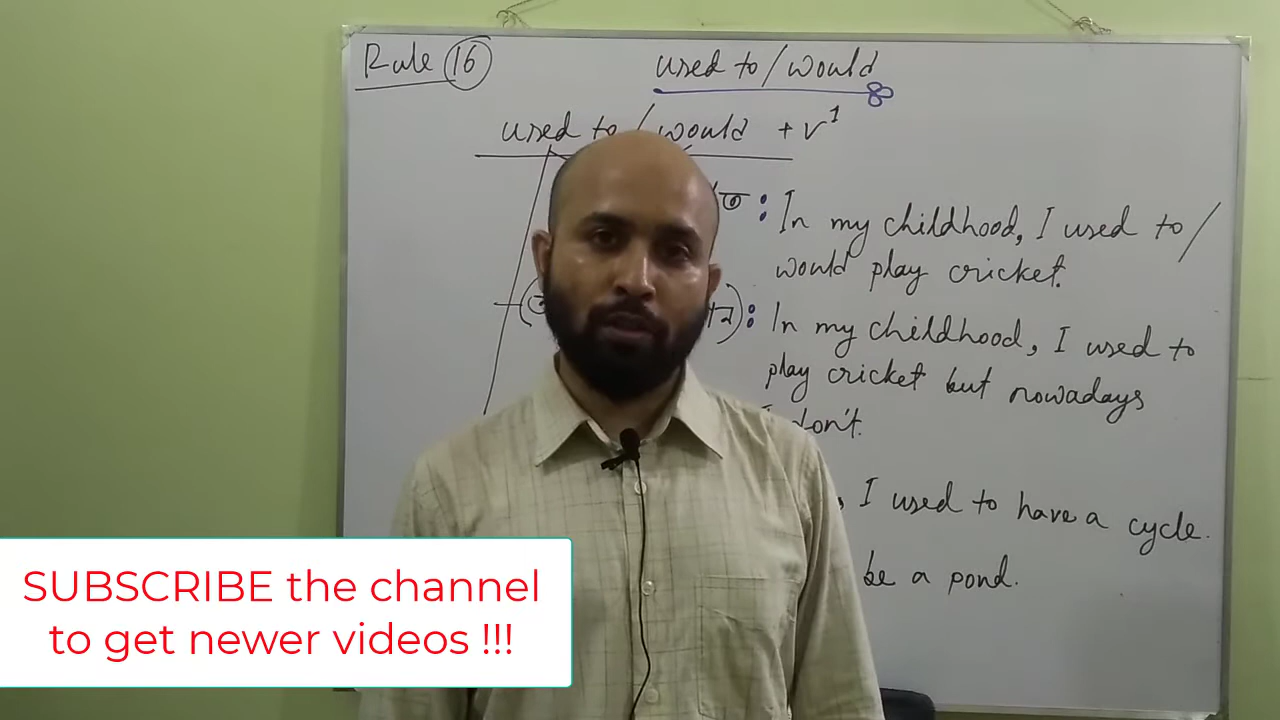 Rule 16
used to / would
used to / would + v1
: In my childhood, I used to /
would play cricket.
: In my childhood, I used to
play cricket but nowadays
I don't.
I used to have a cycle.
be a pond.
SUBSCRIBE the channel
to get newer videos !!!